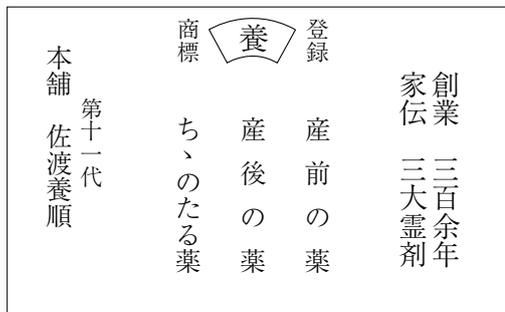 創業 三百余年
家伝 三大霊剤
登録
養
商標
産前の薬
産後の薬
ちゝのたる薬
第十一代
本舗 佐渡養順